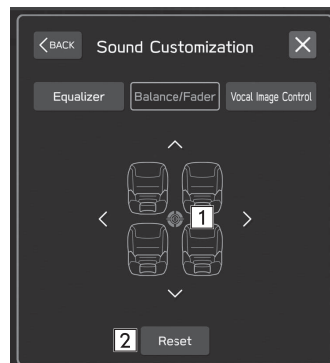 BACK Sound Customization
Equalizer Balance/Fader Vocal Image Control
1
2 Reset